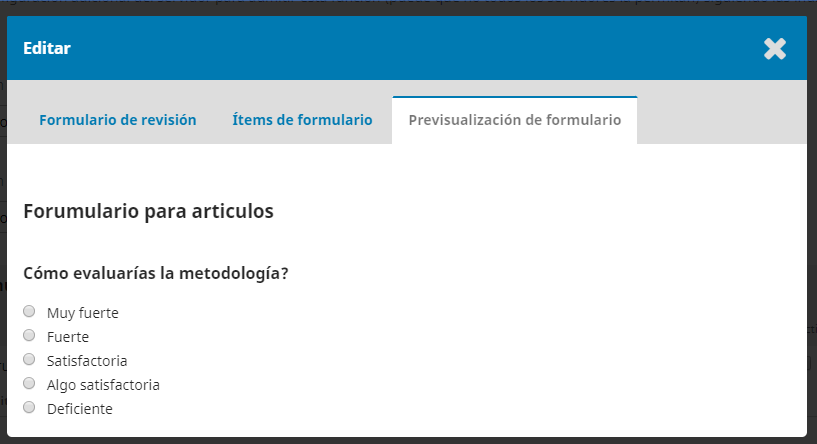 Editar
Formulario de revisión Ítems de formulario Previsualización de formulario
Forumulario para articulos
Cómo evaluarías la metodología?
Muy fuerte
Fuerte
Satisfactoria
Algo satisfactoria
Deficiente